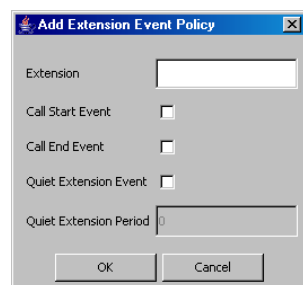 Add Extension Event Policy
Extension
Call Start Event
Call End Event
Quiet Extension Event
Quiet Extension Period 0
OK Cancel